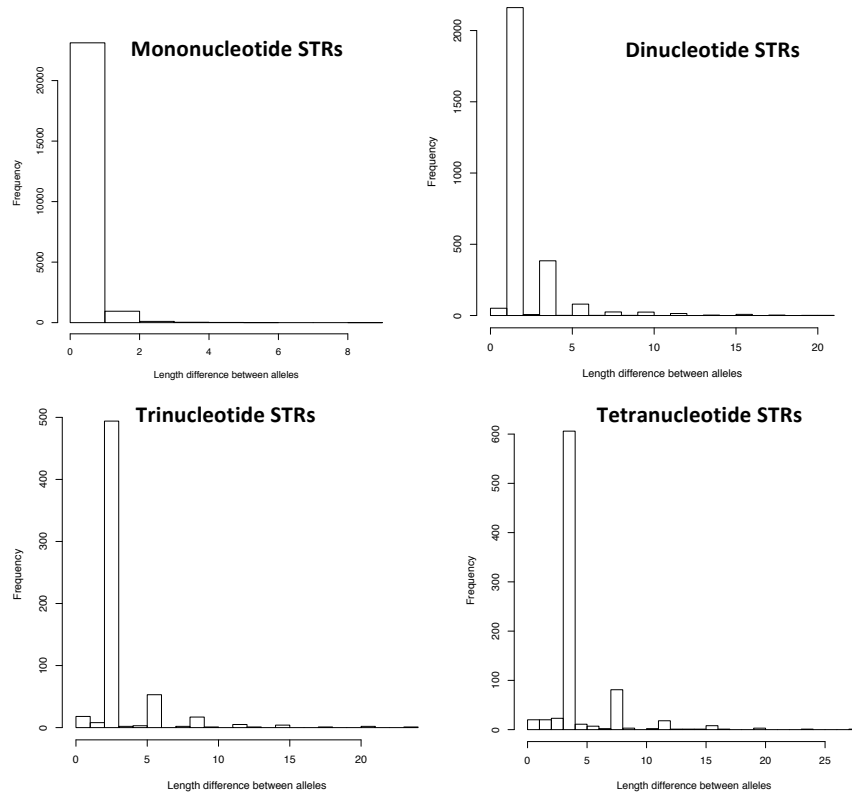 Mononucleotide STRs
Frequency
20000
15000
10000
5000
0
0 2 4 6 8
Length difference between alleles
Dinucleotide STRs
Frequency
2000
1500
1000
500
0
0 5 10 15 20
Length difference between alleles
Trinucleotide STRs
Frequency
500
400
300
200
100
0
0 5 10 15 20
Length difference between alleles
Tetranucleotide STRs
Frequency
600
500
400
300
200
100
0
0 5 10 15 20 25
Length difference between alleles